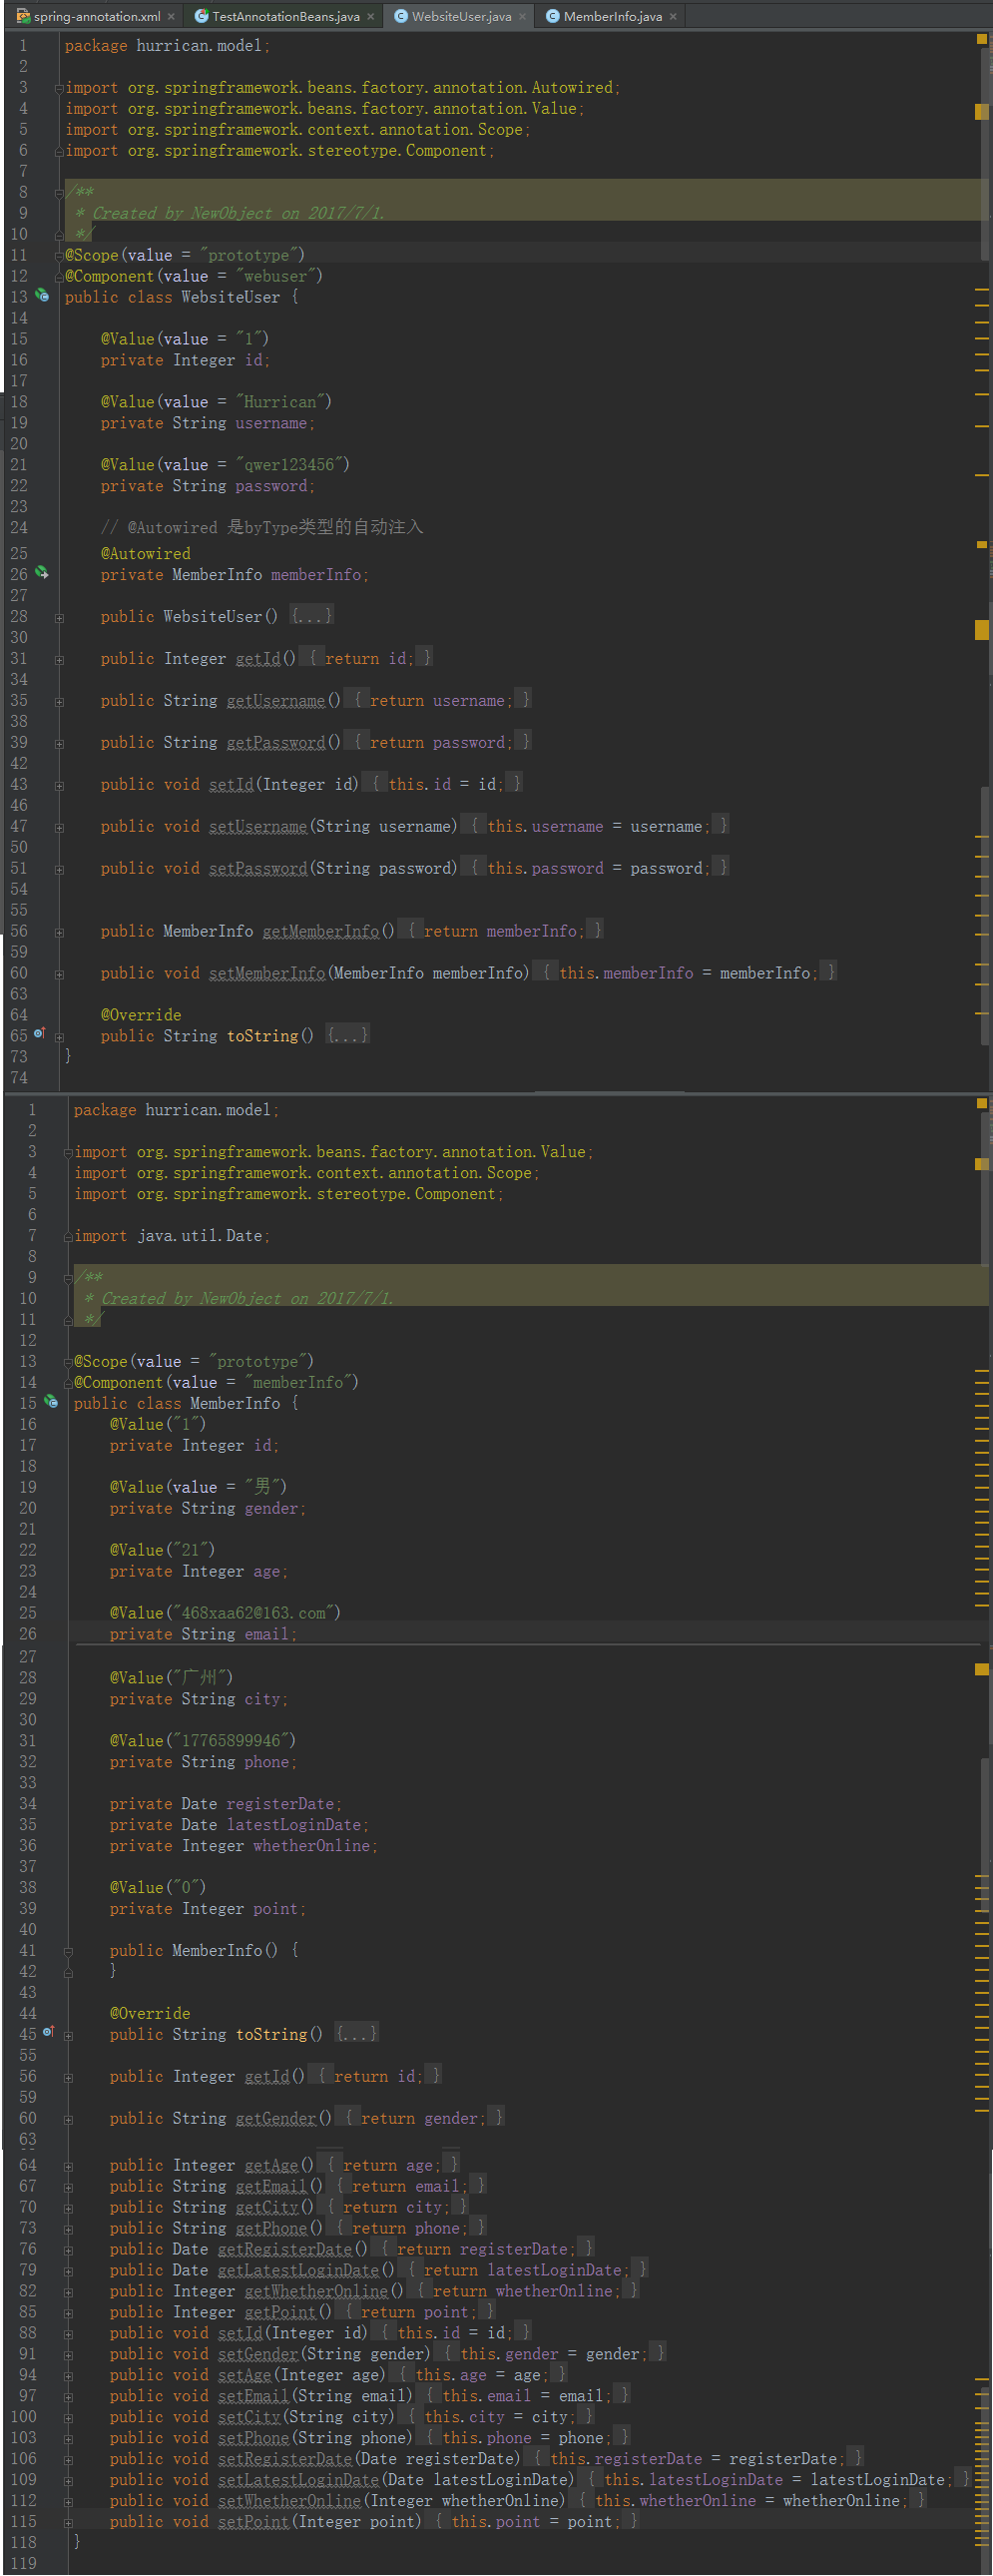 spring-annotation.xml × TestAnnotationBeans.java × WebsiteUser.java × MemberInfo.java ×
1 package hurrican.model;
2
3 import org.springframework.beans.factory.annotation.Autowired;
4 import org.springframework.beans.factory.annotation.Value;
5 import org.springframework.context.annotation.Scope;
6 import org.springframework.stereotype.Component;
7
8 /**
9 * Created by NewObject on 2017/7/1.
10 */
11 @Scope(value = "prototype")
12 @Component(value = "webuser")
13 public class WebsiteUser {
14
15 @Value(value = "1")
16 private Integer id;
17
18 @Value(value = "Hurrican")
19 private String username;
20
21 @Value(value = "qwer123456")
22 private String password;
23
24 // @Autowired 是byType类型的自动注入
25 @Autowired
26 private MemberInfo memberInfo;
27
28 public WebsiteUser() {...}
30
31 public Integer getId() { return id; }
34
35 public String getUsername() { return username; }
38
39 public String getPassword() { return password; }
42
43 public void setId(Integer id) { this.id = id; }
46
47 public void setUsername(String username) { this.username = username; }
50
51 public void setPassword(String password) { this.password = password; }
54
55
56 public MemberInfo getMemberInfo() { return memberInfo; }
59
60 public void setMemberInfo(MemberInfo memberInfo) { this.memberInfo = memberInfo; }
63
64 @Override
65 public String toString() {...}
73 }
74
1 package hurrican.model;
2
3 import org.springframework.beans.factory.annotation.Value;
4 import org.springframework.context.annotation.Scope;
5 import org.springframework.stereotype.Component;
6
7 import java.util.Date;
8
9 /**
10 * Created by NewObject on 2017/7/1.
11 */
12
13 @Scope(value = "prototype")
14 @Component(value = "memberInfo")
15 public class MemberInfo {
16 @Value("1")
17 private Integer id;
18
19 @Value(value = "男")
20 private String gender;
21
22 @Value("21")
23 private Integer age;
24
25 @Value("468xaa62@163.com")
26 private String email;
27
28 @Value("广州")
29 private String city;
30
31 @Value("17765899946")
32 private String phone;
33
34 private Date registerDate;
35 private Date latestLoginDate;
36 private Integer whetherOnline;
37
38 @Value("0")
39 private Integer point;
40
41 public MemberInfo() {
42 }
43
44 @Override
45 public String toString() {...}
55
56 public Integer getId() { return id; }
59
60 public String getGender() { return gender; }
63
64 public Integer getAge() { return age; }
67 public String getEmail() { return email; }
70 public String getCity() { return city; }
73 public String getPhone() { return phone; }
76 public Date getRegisterDate() { return registerDate; }
79 public Date getLatestLoginDate() { return latestLoginDate; }
82 public Integer getWhetherOnline() { return whetherOnline; }
85 public Integer getPoint() { return point; }
88 public void setId(Integer id) { this.id = id; }
91 public void setGender(String gender) { this.gender = gender; }
94 public void setAge(Integer age) { this.age = age; }
97 public void setEmail(String email) { this.email = email; }
100 public void setCity(String city) { this.city = city; }
103 public void setPhone(String phone) { this.phone = phone; }
106 public void setRegisterDate(Date registerDate) { this.registerDate = registerDate; }
109 public void setLatestLoginDate(Date latestLoginDate) { this.latestLoginDate = latestLoginDate; }
112 public void setWhetherOnline(Integer whetherOnline) { this.whetherOnline = whetherOnline; }
115 public void setPoint(Integer point) { this.point = point; }
118 }
119